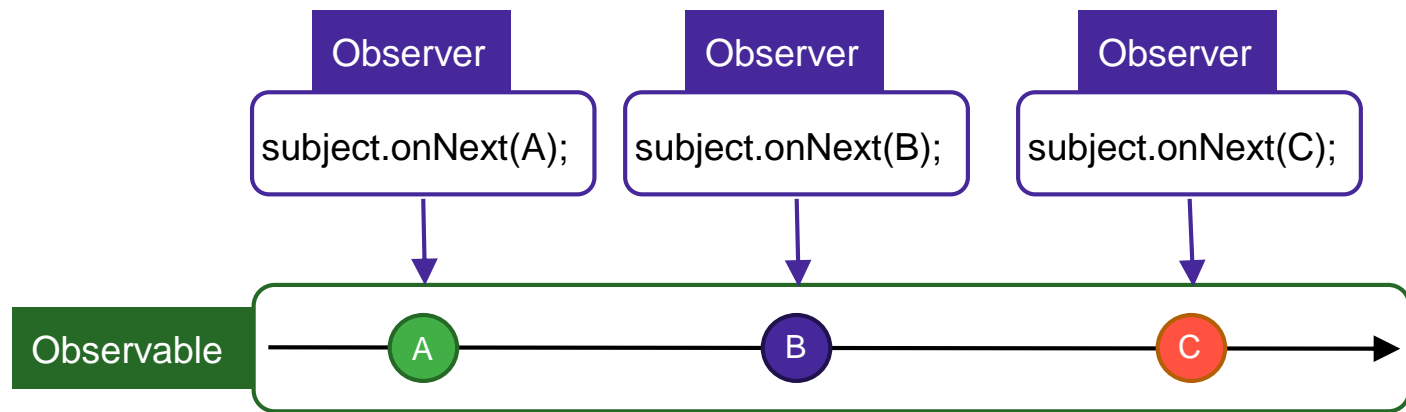 Observer
Observer
Observer
subject.onNext(A);
subject.onNext(B);
subject.onNext(C);
Observable
A
B
C